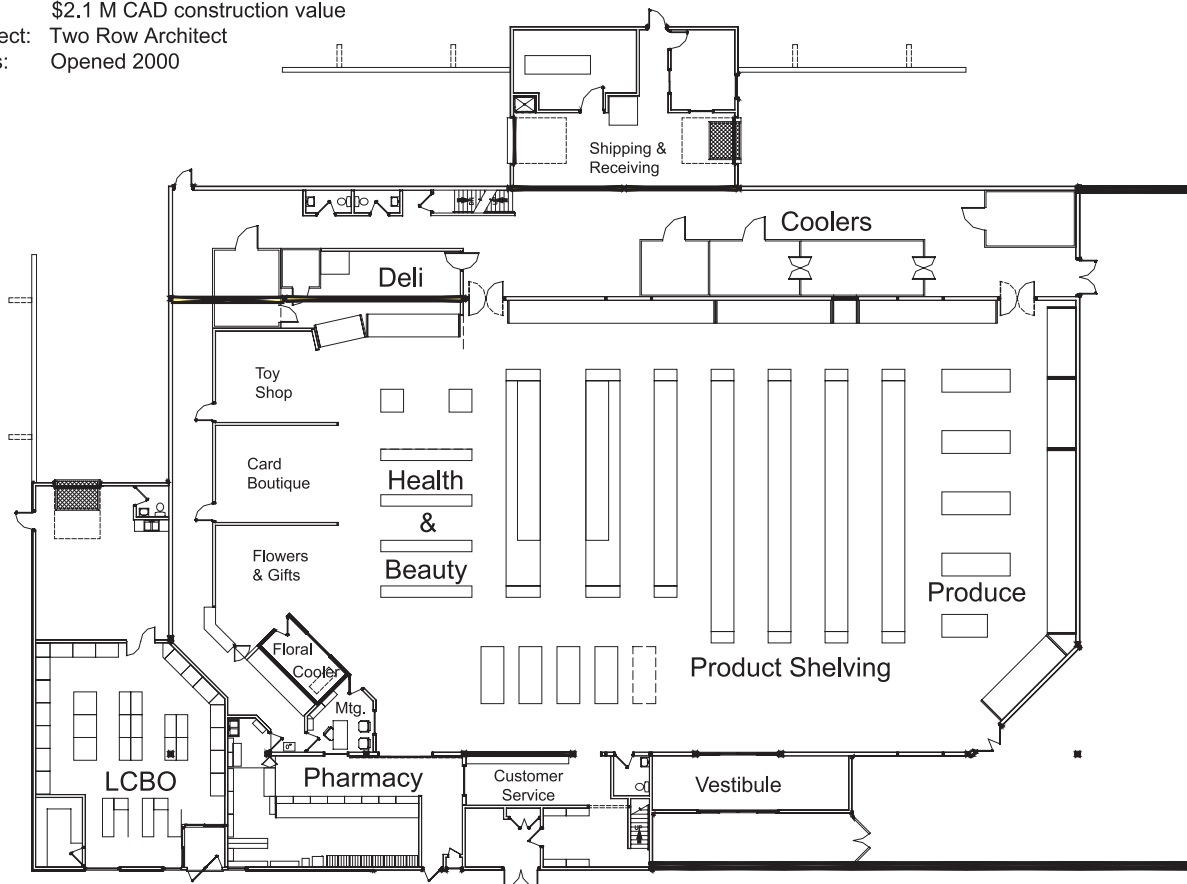 $2.1 M CAD construction value
ect: Two Row Architect
s: Opened 2000
Shipping &
Receiving
Coolers
Deli
Toy
Shop
Card
Boutique
Health
&
Beauty
Flowers
& Gifts
Produce
Floral
Cooler
Product Shelving
Mtg.
LCBO
Pharmacy
Customer
Service
Vestibule
UP